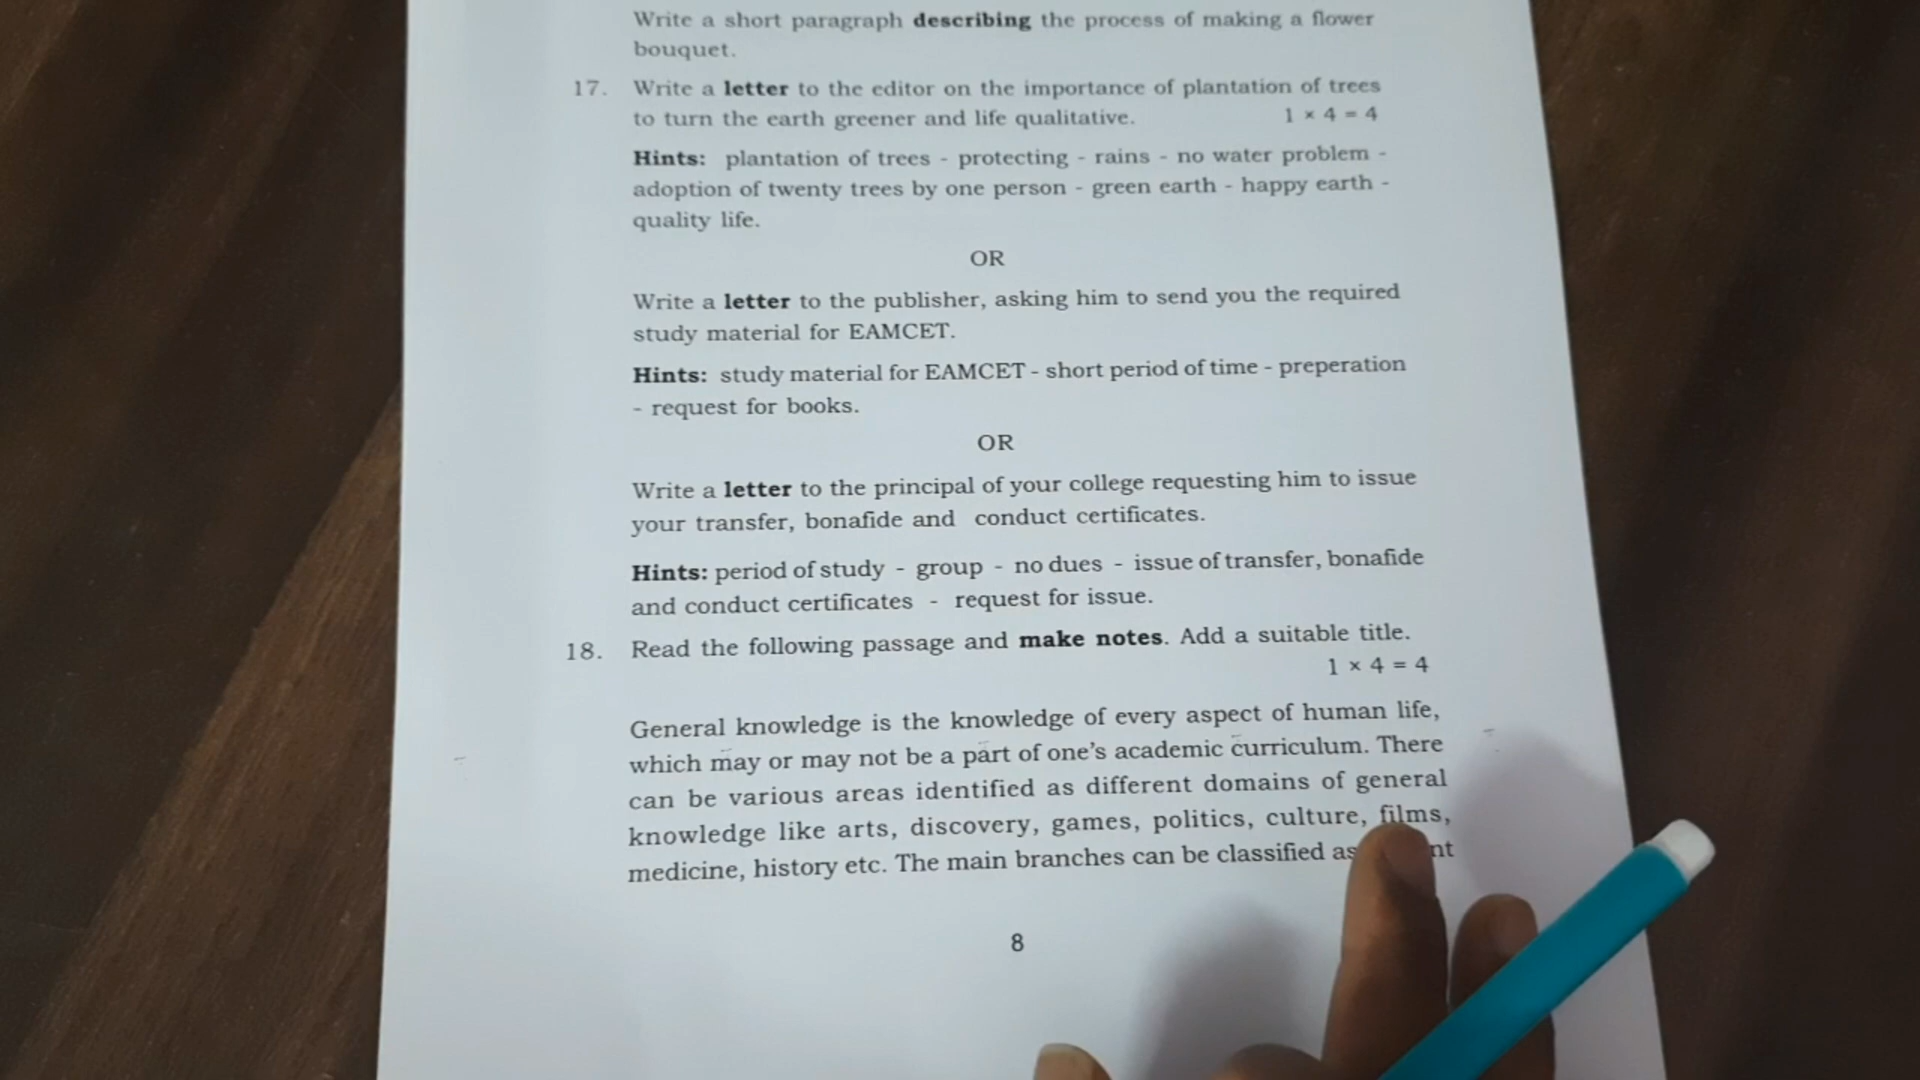 Write a short paragraph describing the process of making a flower
bouquet.
17. Write a letter to the editor on the importance of plantation of trees
to turn the earth greener and life qualitative. 1 × 4 = 4
Hints: plantation of trees - protecting - rains - no water problem -
adoption of twenty trees by one person - green earth - happy earth -
quality life.
OR
Write a letter to the publisher, asking him to send you the required
study material for EAMCET.
Hints: study material for EAMCET - short period of time - preperation
- request for books.
OR
Write a letter to the principal of your college requesting him to issue
your transfer, bonafide and conduct certificates.
Hints: period of study - group - no dues - issue of transfer, bonafide
and conduct certificates - request for issue.
18. Read the following passage and make notes. Add a suitable title.
1 × 4 = 4
General knowledge is the knowledge of every aspect of human life,
which may or may not be a part of one's academic curriculum. There
can be various areas identified as different domains of general
knowledge like arts, discovery, games, politics, culture, films,
medicine, history etc. The main branches can be classified as
8